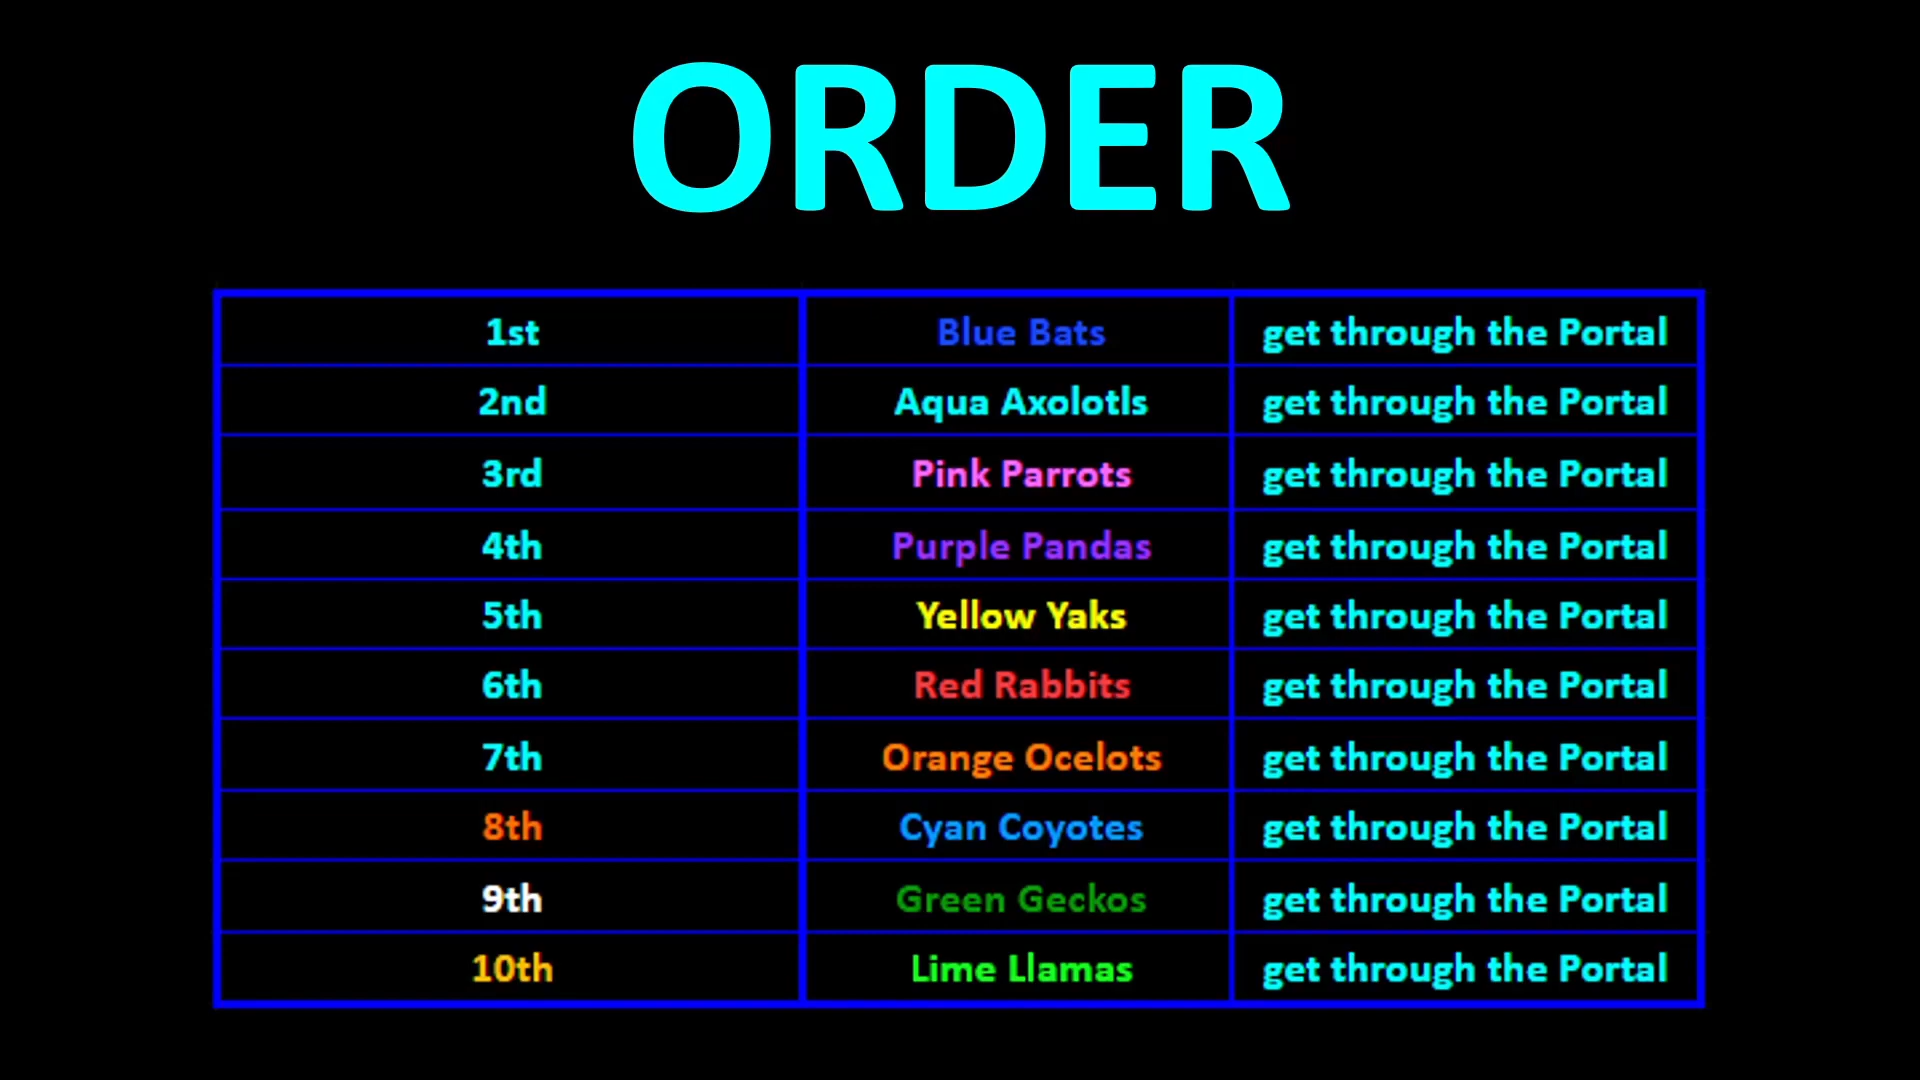 ORDER
1st Blue Bats get through the Portal
2nd Aqua Axolotls get through the Portal
3rd Pink Parrots get through the Portal
4th Purple Pandas get through the Portal
5th Yellow Yaks get through the Portal
6th Red Rabbits get through the Portal
7th Orange Ocelots get through the Portal
8th Cyan Coyotes get through the Portal
9th Green Geckos get through the Portal
10th Lime Llamas get through the Portal